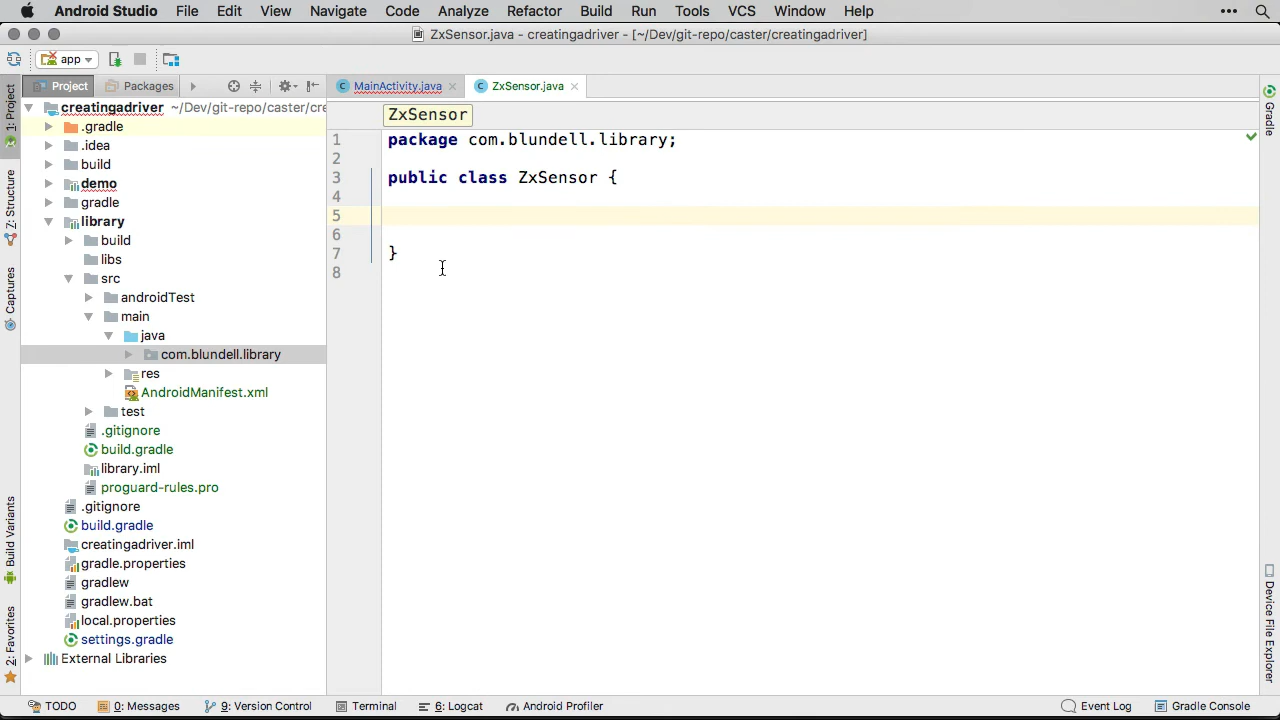 Android Studio File Edit View Navigate Code Analyze Refactor Build Run Tools VCS Window Help
ZxSensor.java - creatingadriver - [~/Dev/git-repo/caster/creatingadriver]
app
Project Packages MainActivity.java ZxSensor.java
1: Project
Z: Structure
Captures
Build Variants
2: Favorites
creatingadriver ~/Dev/git-repo/caster/cre
.gradle
.idea
build
demo
gradle
library
build
libs
src
androidTest
main
java
com.blundell.library
res
AndroidManifest.xml
test
.gitignore
build.gradle
library.iml
proguard-rules.pro
.gitignore
build.gradle
creatingadriver.iml
gradle.properties
gradlew
gradlew.bat
local.properties
settings.gradle
External Libraries
ZxSensor
1 package com.blundell.library;
2
3 public class ZxSensor {
4
5
6
7 }
8
Gradle
Device File Explorer
TODO 0: Messages 9: Version Control Terminal 6: Logcat Android Profiler Event Log Gradle Console